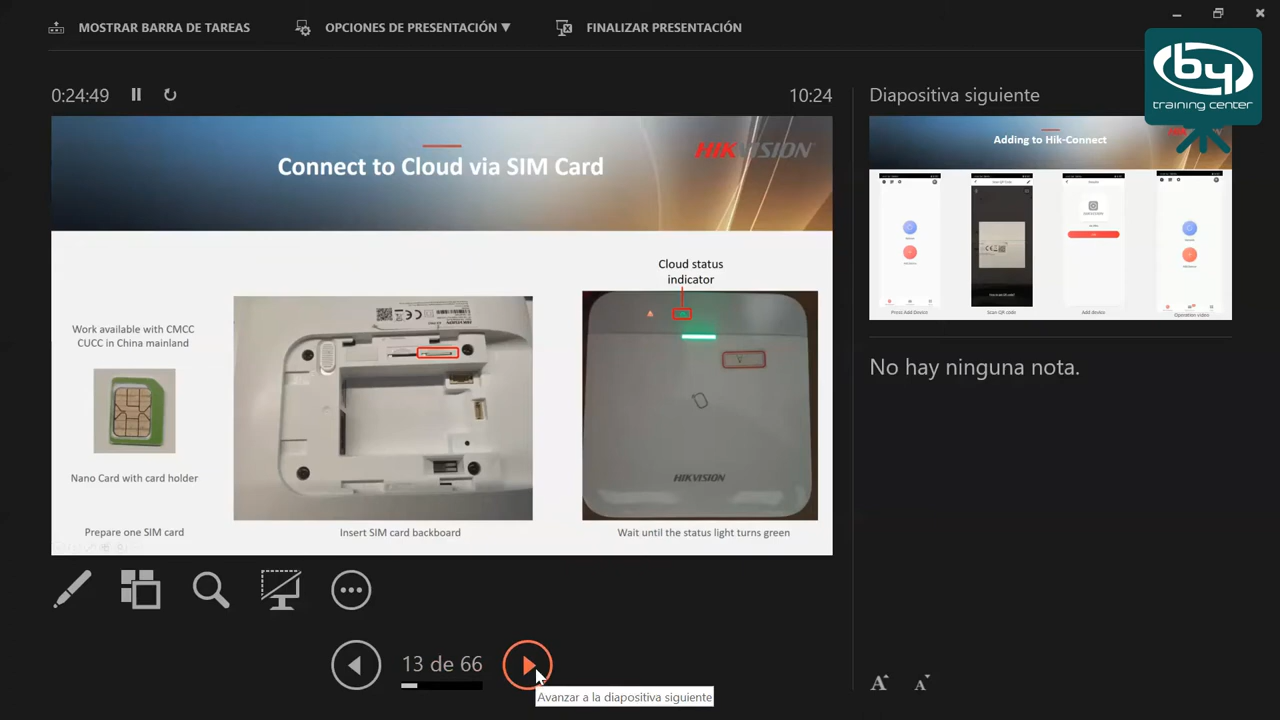 MOSTRAR BARRA DE TAREAS
OPCIONES DE PRESENTACIÓN ▼
FINALIZAR PRESENTACIÓN
by
training center
0:24:49
10:24
Diapositiva siguiente
Connect to Cloud via SIM Card
HIKVISION
Adding to Hik-Connect
Cloud status
indicator
Work available with CMCC
CUCC in China mainland
HIKVISION
Nano Card with card holder
Prepare one SIM card
Insert SIM card backboard
Wait until the status light turns green
Press Add Device
Scan QR code
Add device
Operation video
No hay ninguna nota.
13 de 66
Avanzar a la diapositiva siguiente
A
A